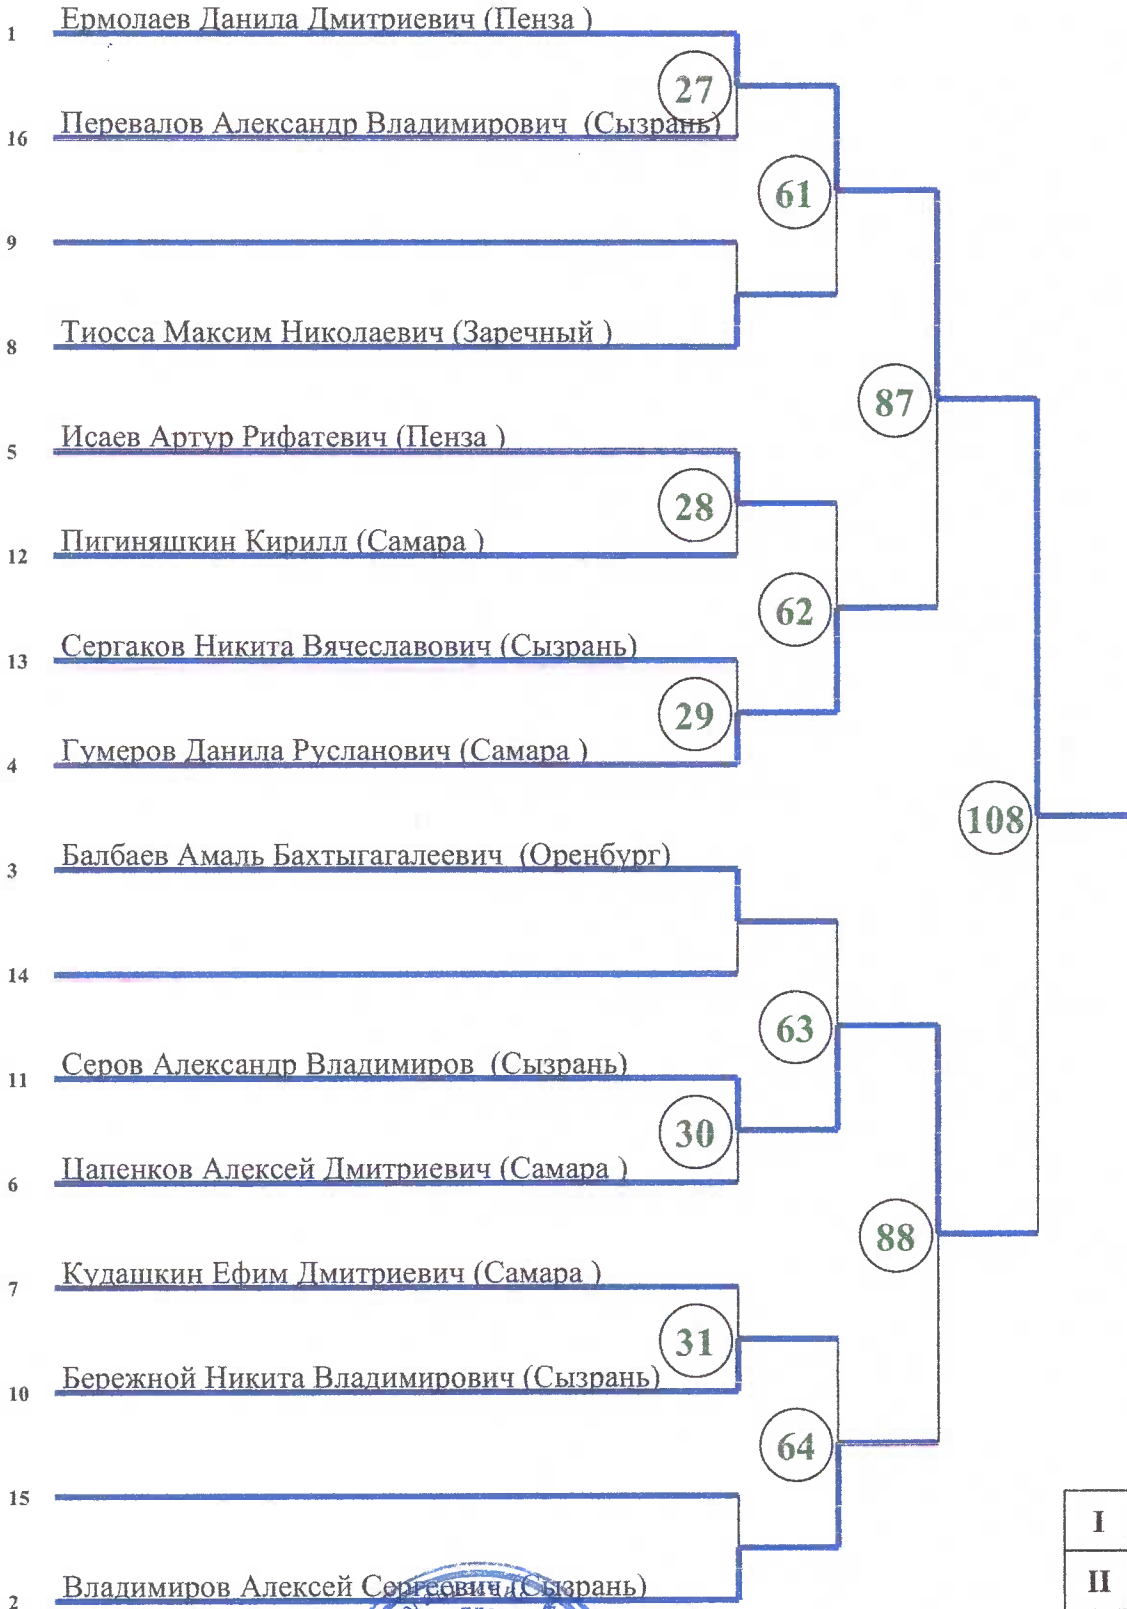 1 Ермолаев Данила Дмитриевич (Пенза )
27
16 Перевалов Александр Владимирович (Сызрань)
61
9
8 Тиосса Максим Николаевич (Заречный )
87
5 Исаев Артур Рифатевич (Пенза )
28
12 Пигиняшкин Кирилл (Самара )
62
13 Сергаков Никита Вячеславович (Сызрань)
29
4 Гумеров Данила Русланович (Самара )
108
3 Балбаев Амаль Бахтыгагалеевич (Оренбург)
14
63
11 Серов Александр Владимиров (Сызрань)
30
6 Цапенков Алексей Дмитриевич (Самара )
88
7 Кудашкин Ефим Дмитриевич (Самара )
31
10 Бережной Никита Владимирович (Сызрань)
64
15
I
II
2 Владимиров Алексей Сергеевич (Сызрань)